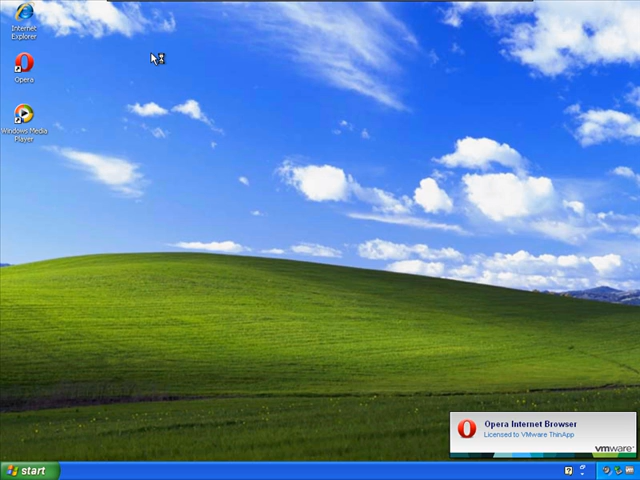 Internet
Explorer
Opera
Windows Media
Player
Opera Internet Browser
Licensed to VMware ThinApp
vmware
start